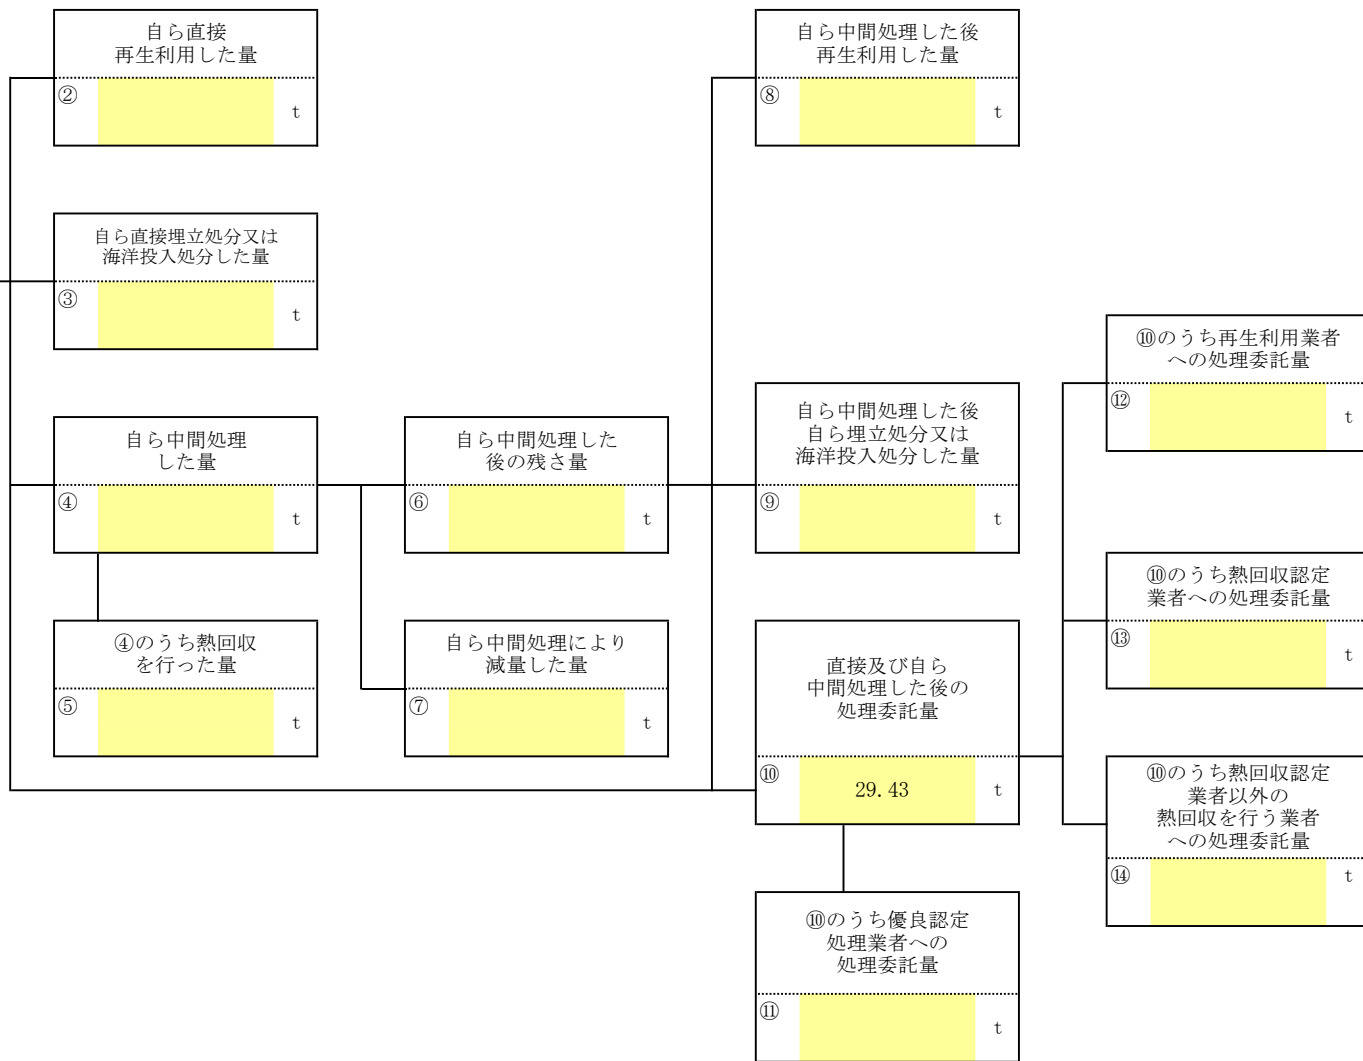 自ら直接
再生利用した量
②
t
自ら中間処理した後
再生利用した量
⑧
t
自ら直接埋立処分又は
海洋投入処分した量
③
t
⑩のうち再生利用業者
への処理委託量
⑫
t
自ら中間処理
した量
④
t
自ら中間処理した
後の残さ量
⑥
t
自ら中間処理した後
自ら埋立処分又は
海洋投入処分した量
⑨
t
⑩のうち熱回収認定
業者への処理委託量
⑬
t
④のうち熱回収
を行った量
⑤
t
自ら中間処理により
減量した量
⑦
t
直接及び自ら
中間処理した後の
処理委託量
⑩ 29.43 t
⑩のうち熱回収認定
業者以外の
熱回収を行う業者
への処理委託量
⑭
t
⑩のうち優良認定
処理業者への
処理委託量
⑪
t